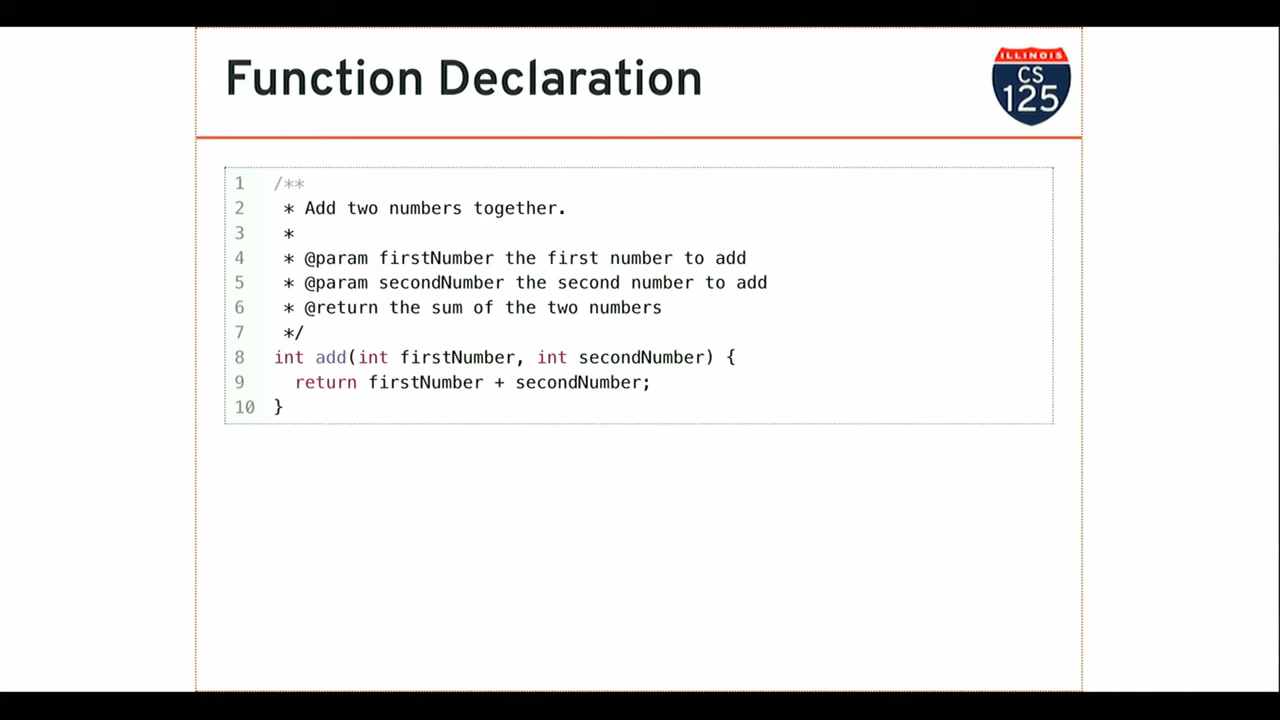 Function Declaration
ILLINOIS
CS
125
1 /**
2 * Add two numbers together.
3 *
4 * @param firstNumber the first number to add
5 * @param secondNumber the second number to add
6 * @return the sum of the two numbers
7 */
8 int add(int firstNumber, int secondNumber) {
9 return firstNumber + secondNumber;
10 }